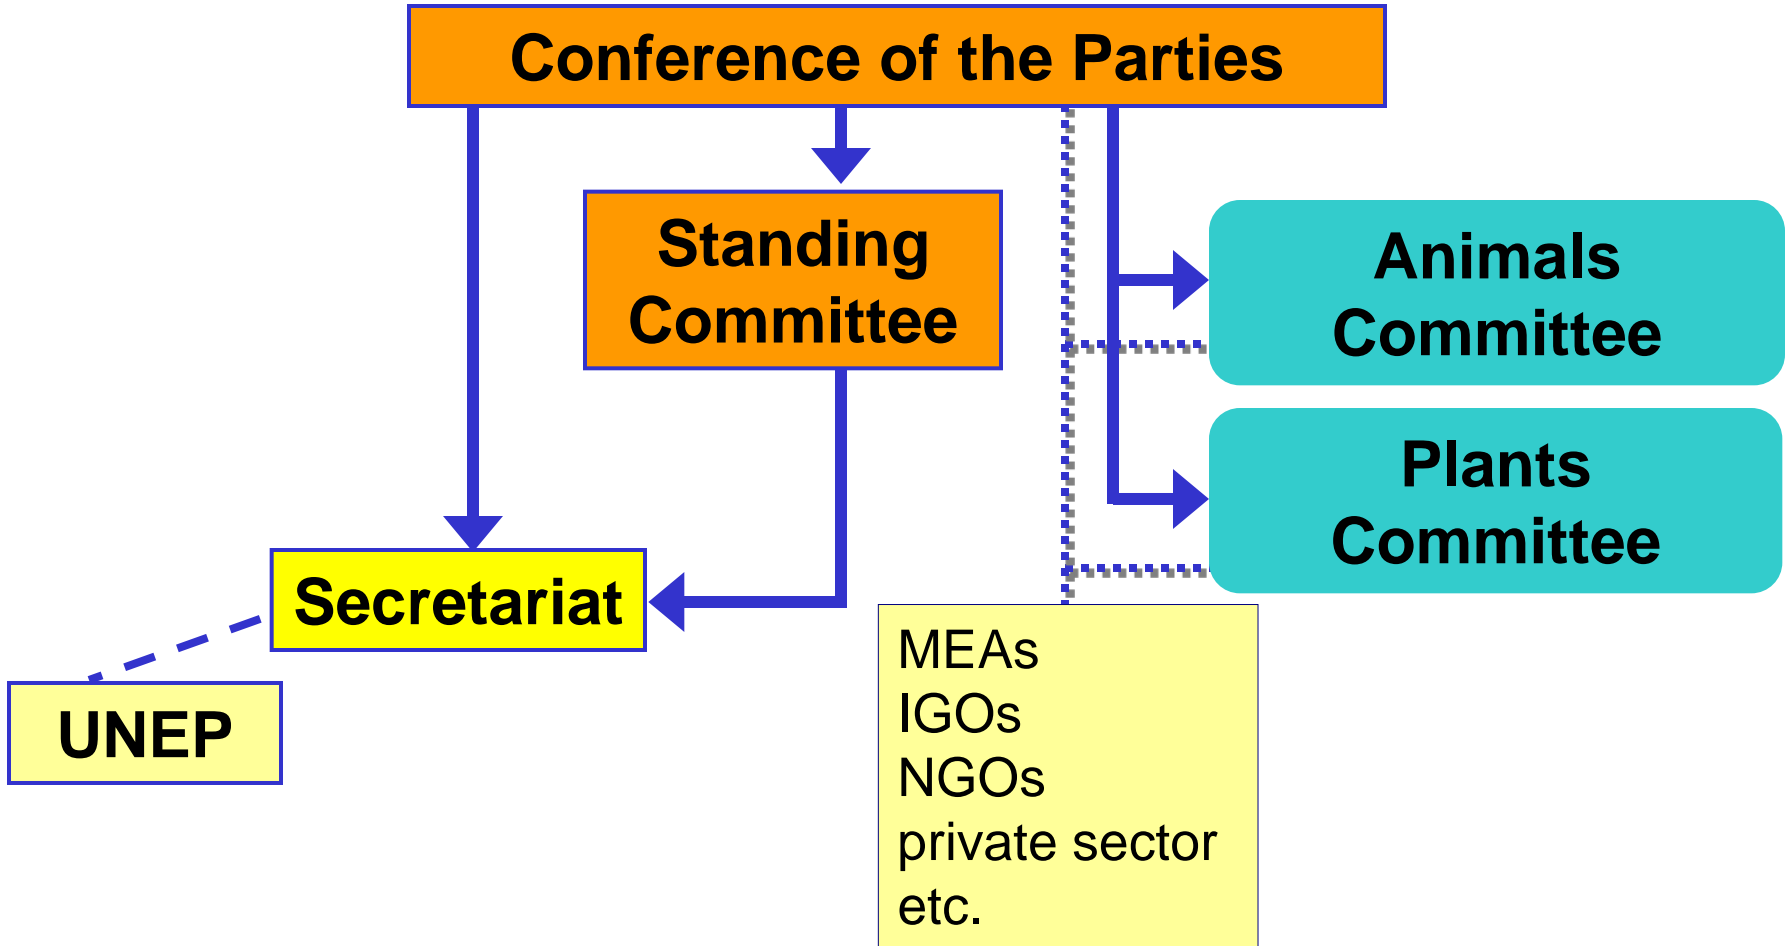 Conference of the Parties
Standing
Committee
Animals
Committee
Plants
Committee
Secretariat
UNEP
MEAs
IGOs
NGOs
private sector
etc.